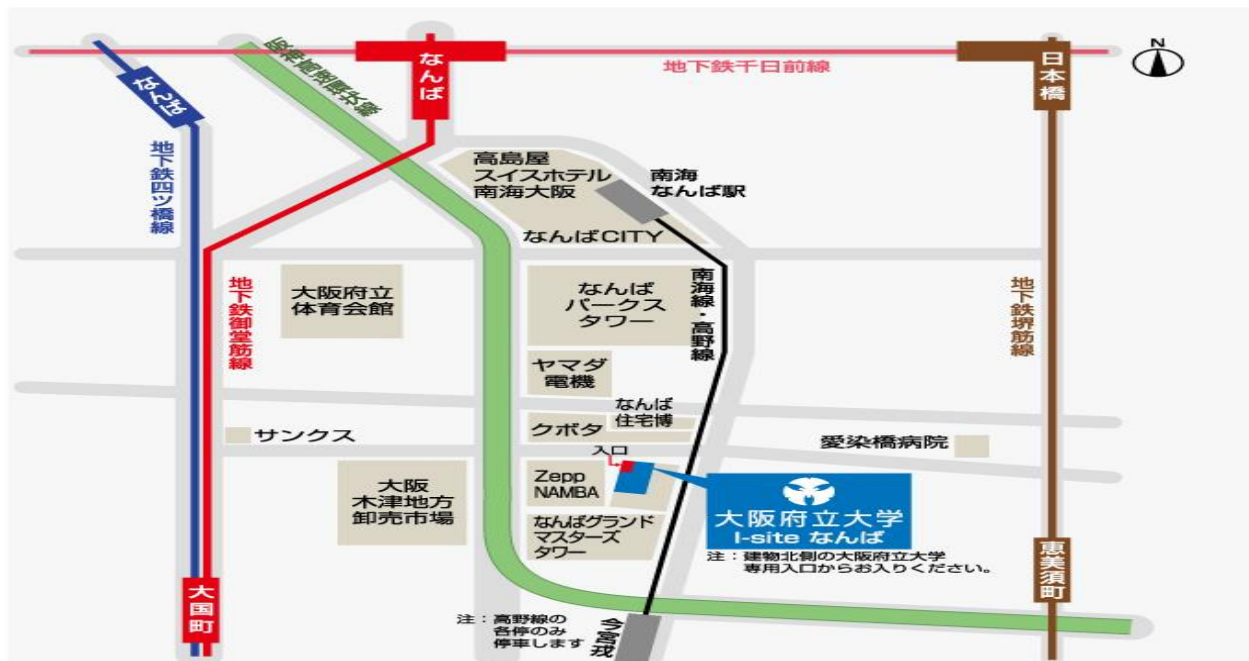 なんば
日本橋
N
なんば
阪神高速環状線
地下鉄千日前線
地下鉄四ツ橋線
高島屋
スイスホテル
南海大阪
南海
なんば駅
なんばCITY
大阪府立
体育会館
なんば
パークス
タワー
南海線・高野線
地下鉄御堂筋線
地下鉄堺筋線
ヤマダ
電機
なんば
住宅博
サンクス
クボタ
入口
愛染橋病院
大阪
木津地方
卸売市場
Zepp
NAMBA
なんばグランド
マスターズ
タワー
大阪府立大学
I-site なんば
注:建物北側の大阪府立大学
専用入口からお入りください。
大国町
恵美須町
注:高野線の
各停のみ
停車します
今宮戎